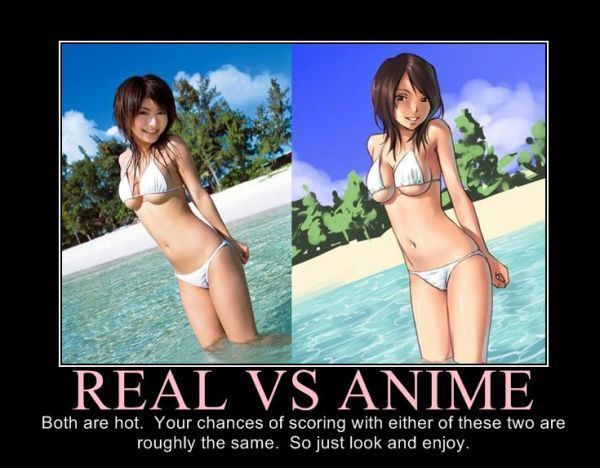 REAL VS ANIME
Both are hot.  Your chances of scoring with either of these two are
roughly the same.  So just look and enjoy.